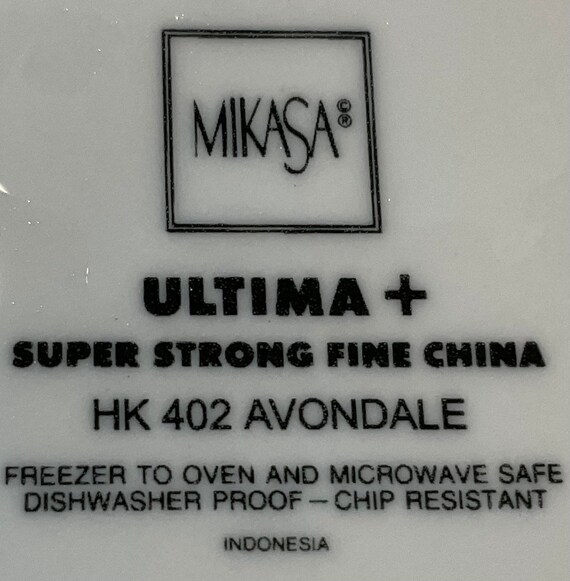 MIKASA©®
ULTIMA +
SUPER STRONG FINE CHINA
HK 402 AVONDALE
FREEZER TO OVEN AND MICROWAVE SAFE
DISHWASHER PROOF – CHIP RESISTANT
INDONESIA